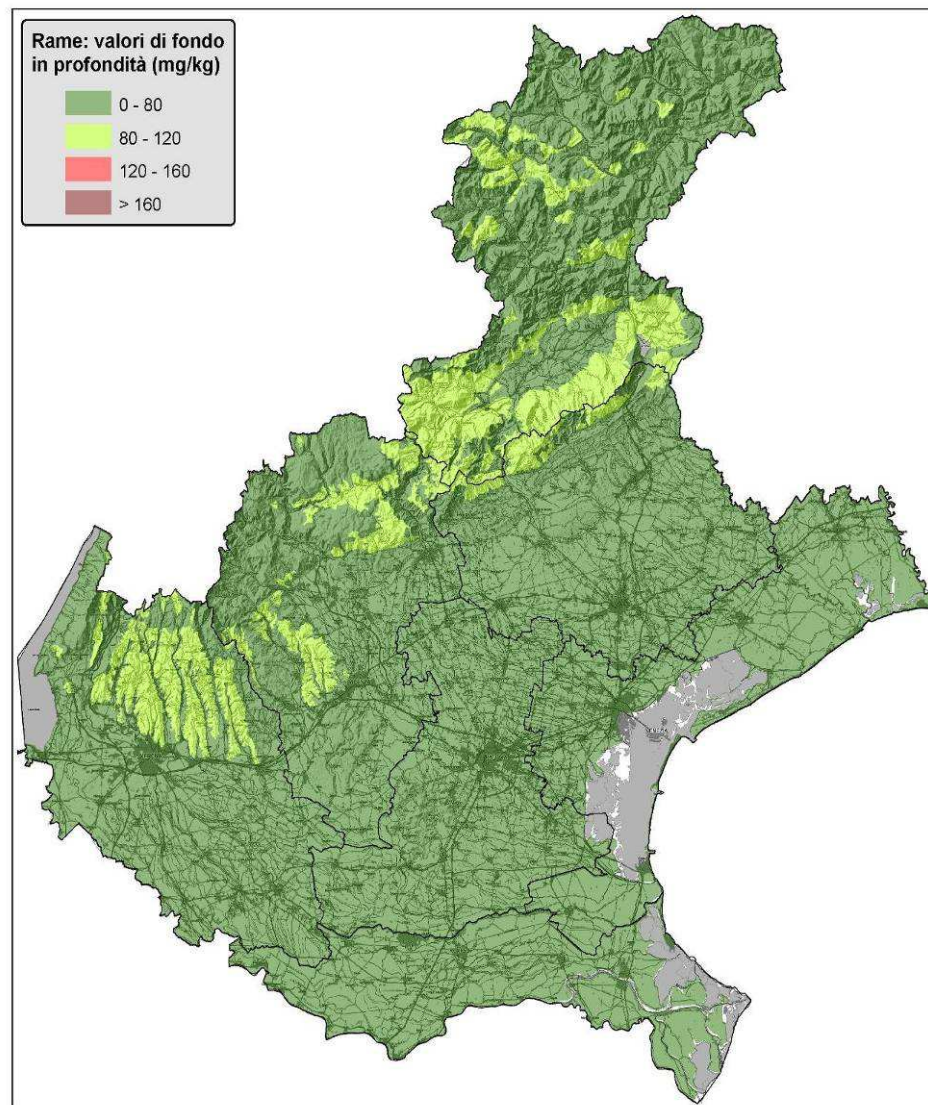 Rame: valori di fondo
in profondità (mg/kg)
0 - 80
80 - 120
120 - 160
> 160